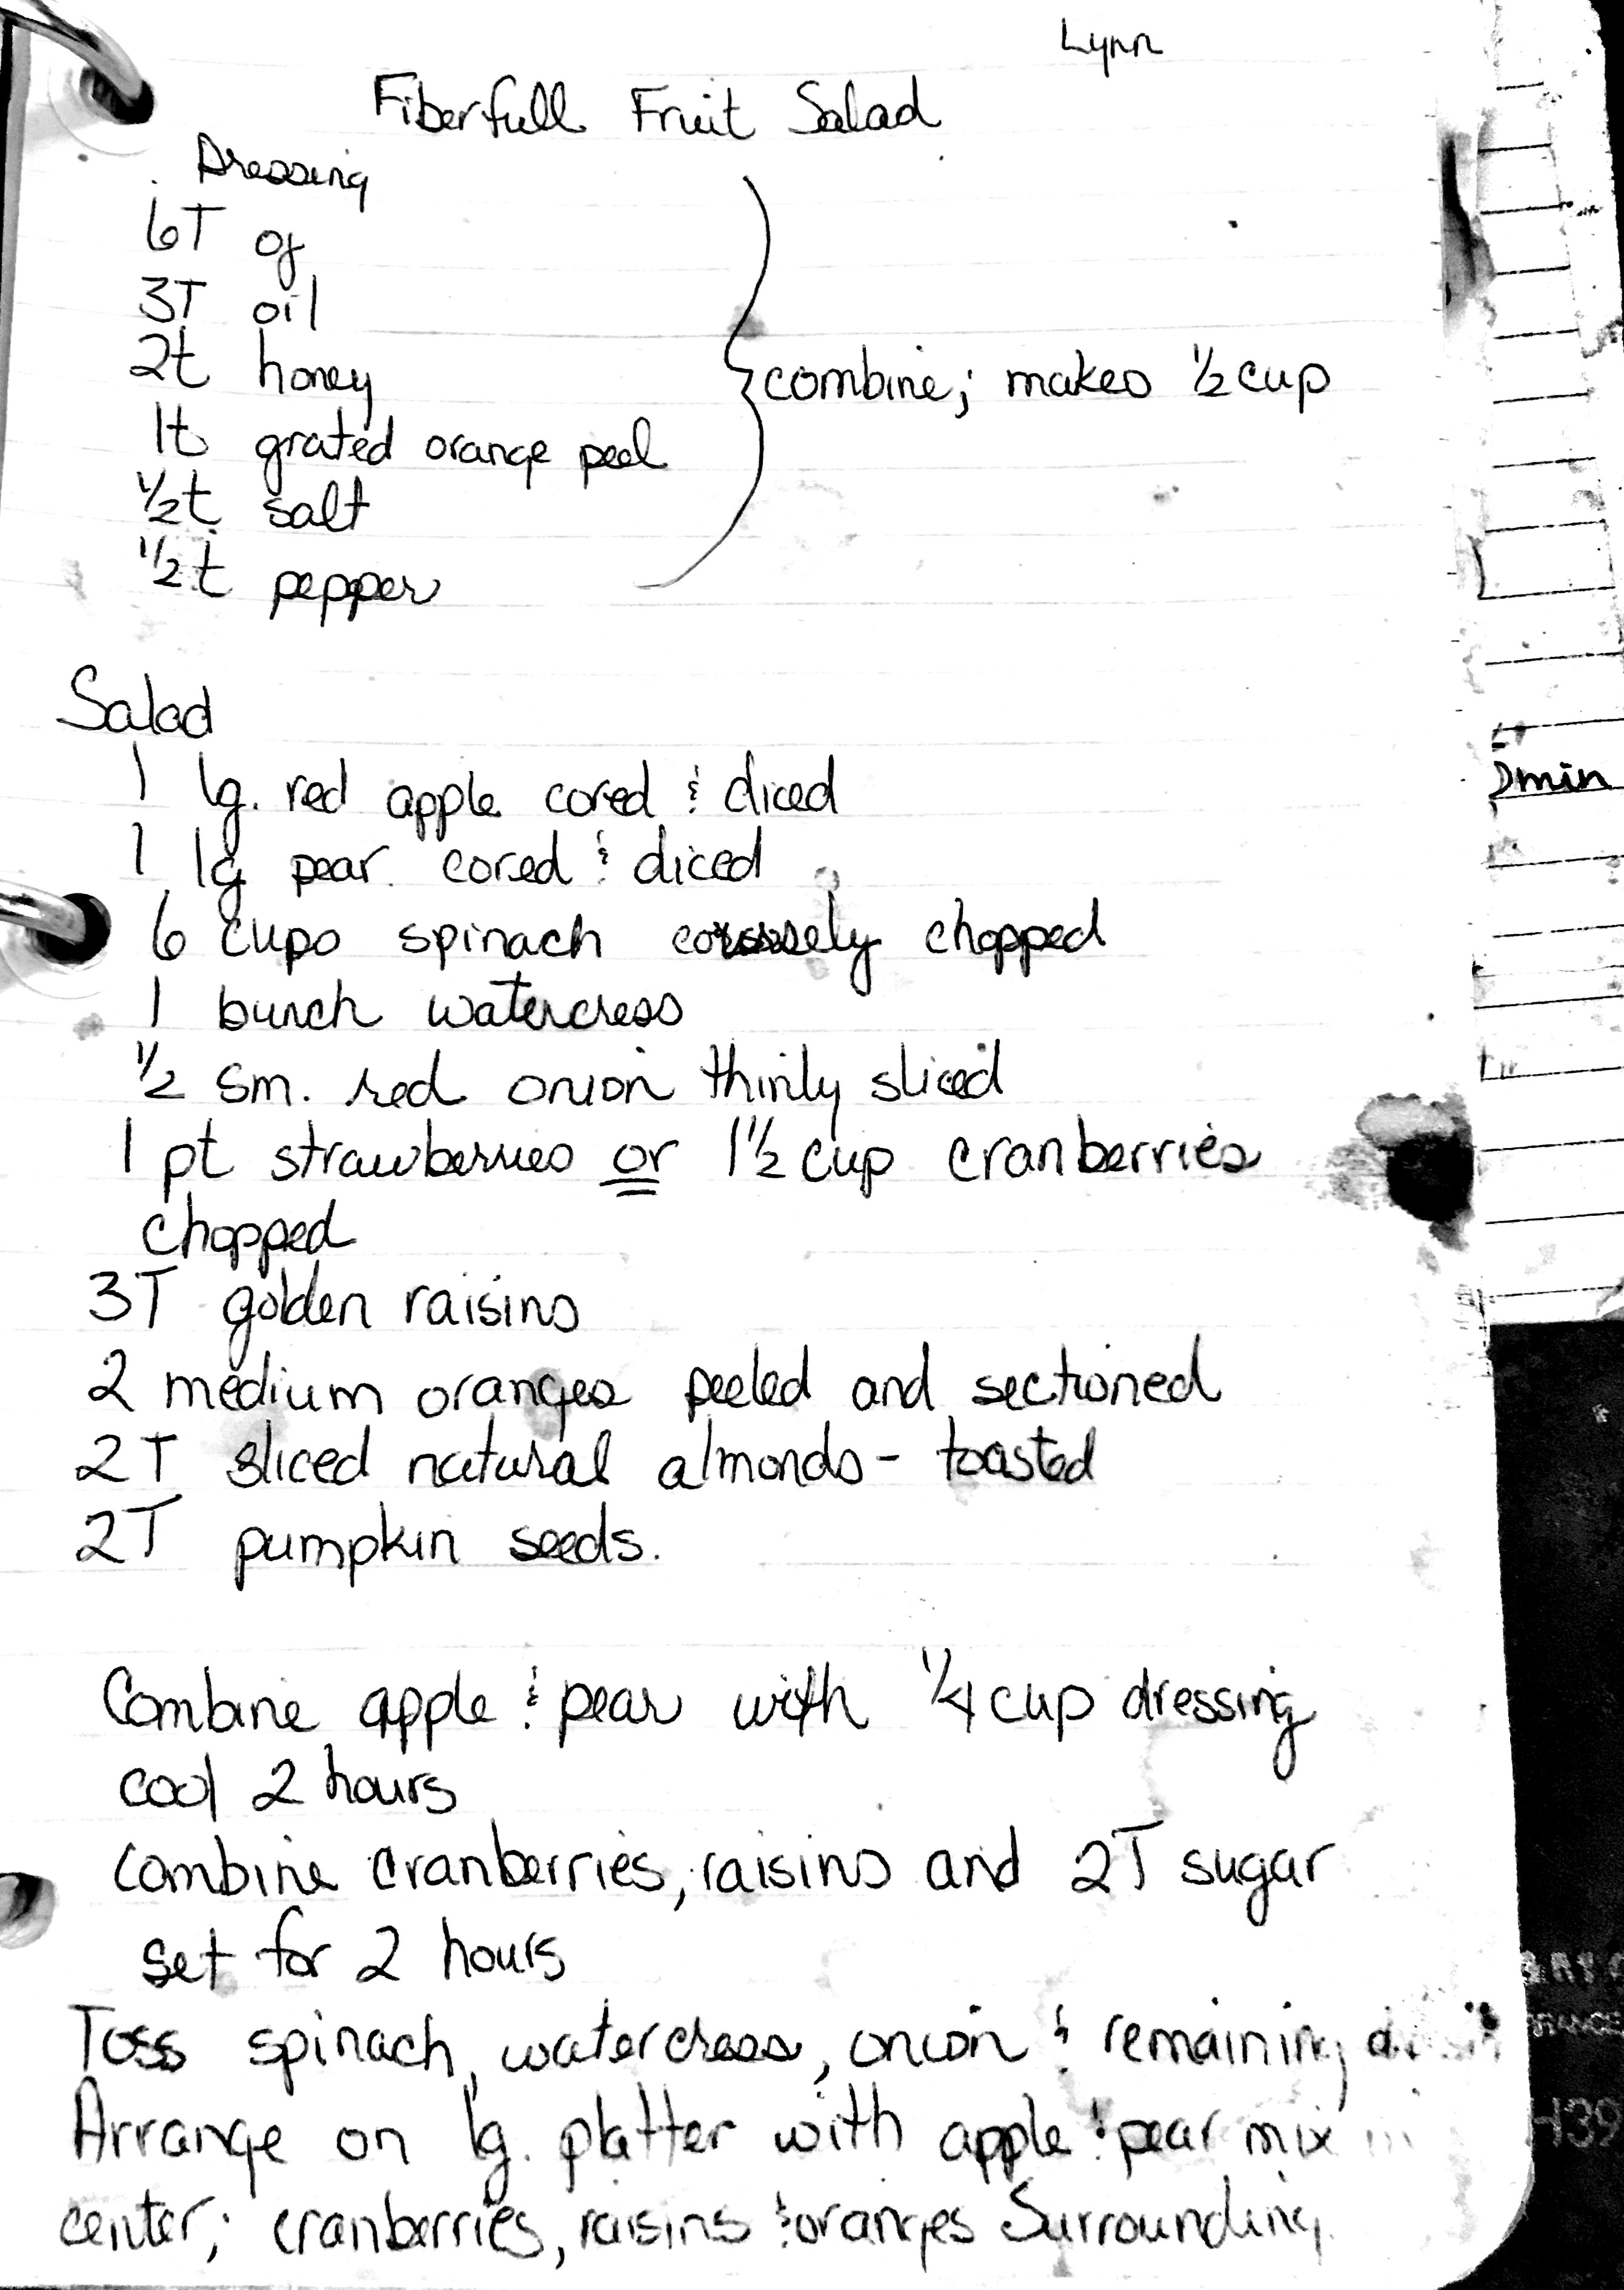 Lynn
Fiberfull Fruit Salad
Dressing
6T oj
3T oil
2t honey
combine; makes 1/2 cup
1t grated orange peel
1/2t salt
1/2t pepper
Salad
1 lg. red apple cored & diced
1 lg pear cored & diced
6 cups spinach chopped
1 bunch watercress
1/2 sm. red onion thinly sliced
1 pt strawberries or 1 1/2 cup cranberries
chopped
3T golden raisins
2 medium oranges peeled and sectioned
2T sliced natural almonds - toasted
2T pumpkin seeds.
Combine apple & pear with 1/4 cup dressing
cool 2 hours
Combine cranberries, raisins and 2T sugar
set for 2 hours
Toss spinach, watercress, onion & remaining
Arrange on lg. platter with apple & pear mix
center; cranberries, raisins & oranges Surrounding.
min
H39